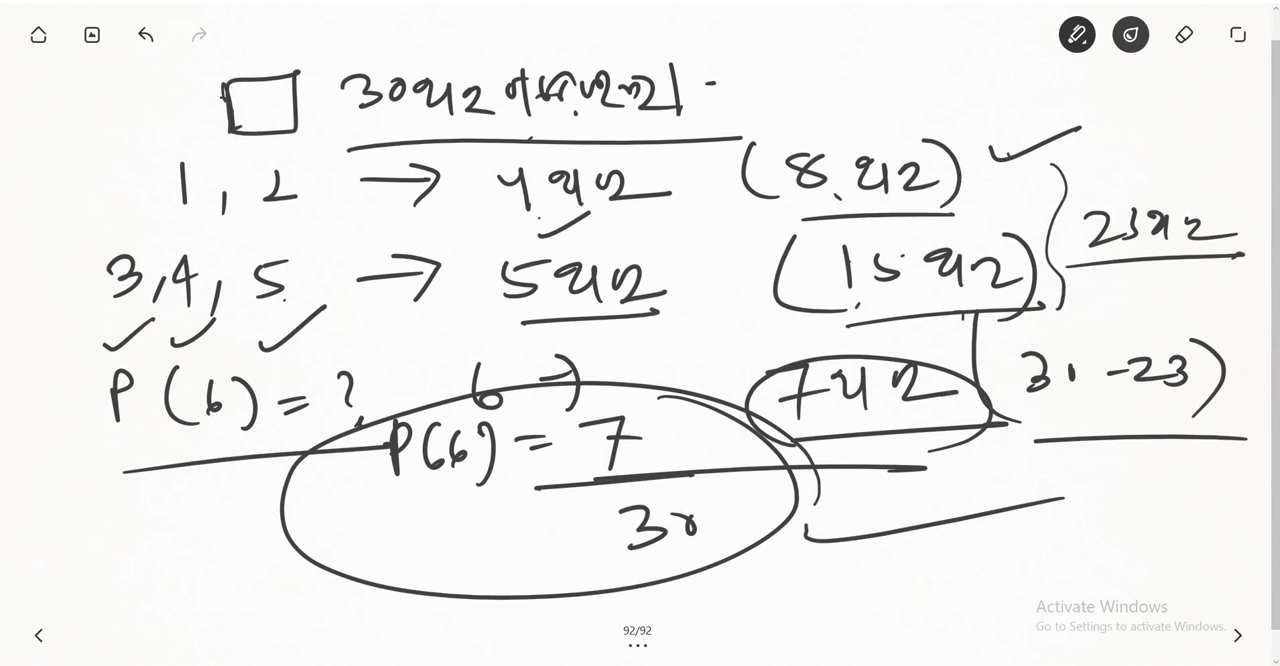 30 વાર
1, 2 → 4 વાર (8 વાર)
3, 4, 5 → 5 વાર (15 વાર) 23 વાર
P(6) = ? 6 → 7 વાર 30 - 23)
P(6) = 7
30
92/92
Activate Windows
Go to Settings to activate Windows.